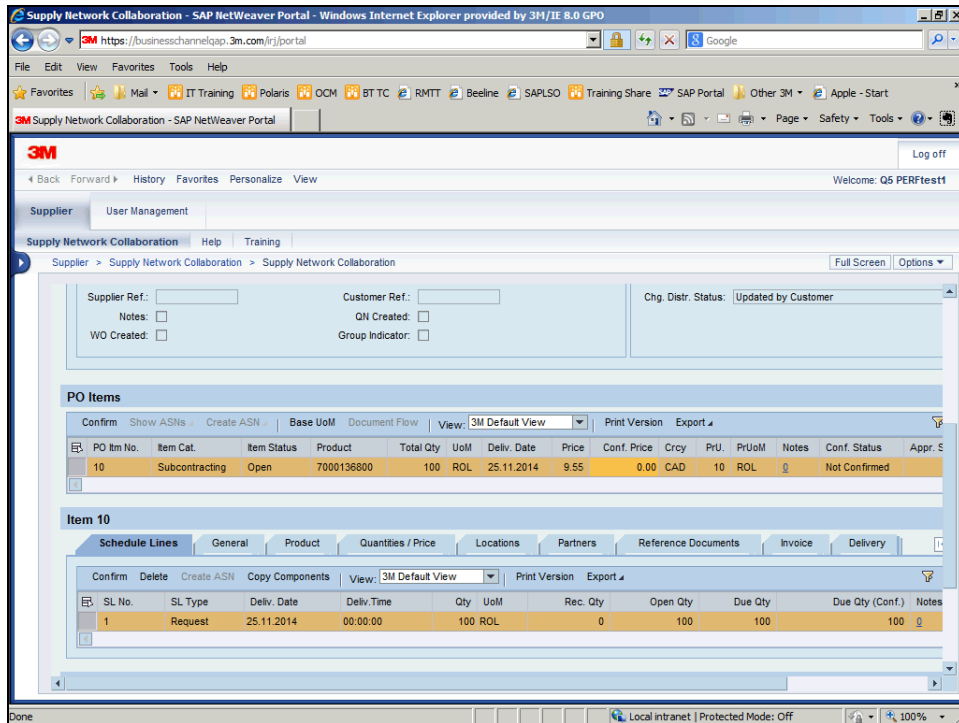 Supply Network Collaboration - SAP NetWeaver Portal - Windows Internet Explorer provided by 3M/IE 8.0 GPO
3M https://businesschannelqap.3m.com/irj/portal
Google
File Edit View Favorites Tools Help
Favorites Mail IT Training Polaris OCM BT TC RMTT Beeline SAPLSO Training Share SAP Portal Other 3M Apple - Start
3M Supply Network Collaboration - SAP NetWeaver Portal
Page Safety Tools
3M
Log off
Back Forward History Favorites Personalize View
Welcome: Q5 PERFtest1
Supplier User Management
Supply Network Collaboration Help Training
Supplier > Supply Network Collaboration > Supply Network Collaboration
Full Screen Options
Supplier Ref.: Customer Ref.: Chg. Distr. Status: Updated by Customer
Notes: QN Created:
WO Created: Group Indicator:
PO Items
Confirm Show ASNs Create ASN Base UoM Document Flow View: 3M Default View Print Version Export
PO Itm No. Item Cat. Item Status Product Total Qty UoM Deliv. Date Price Conf. Price Crcy PrU. PrUoM Notes Conf. Status Appr. S
10 Subcontracting Open 7000136800 100 ROL 25.11.2014 9.55 0.00 CAD 10 ROL 0 Not Confirmed
Item 10
Schedule Lines General Product Quantities / Price Locations Partners Reference Documents Invoice Delivery
Confirm Delete Create ASN Copy Components View: 3M Default View Print Version Export
SL No. SL Type Deliv. Date Deliv.Time Qty UoM Rec. Qty Open Qty Due Qty Due Qty (Conf.) Notes
1 Request 25.11.2014 00:00:00 100 ROL 0 100 100 100 0
Done
Local intranet | Protected Mode: Off
100%